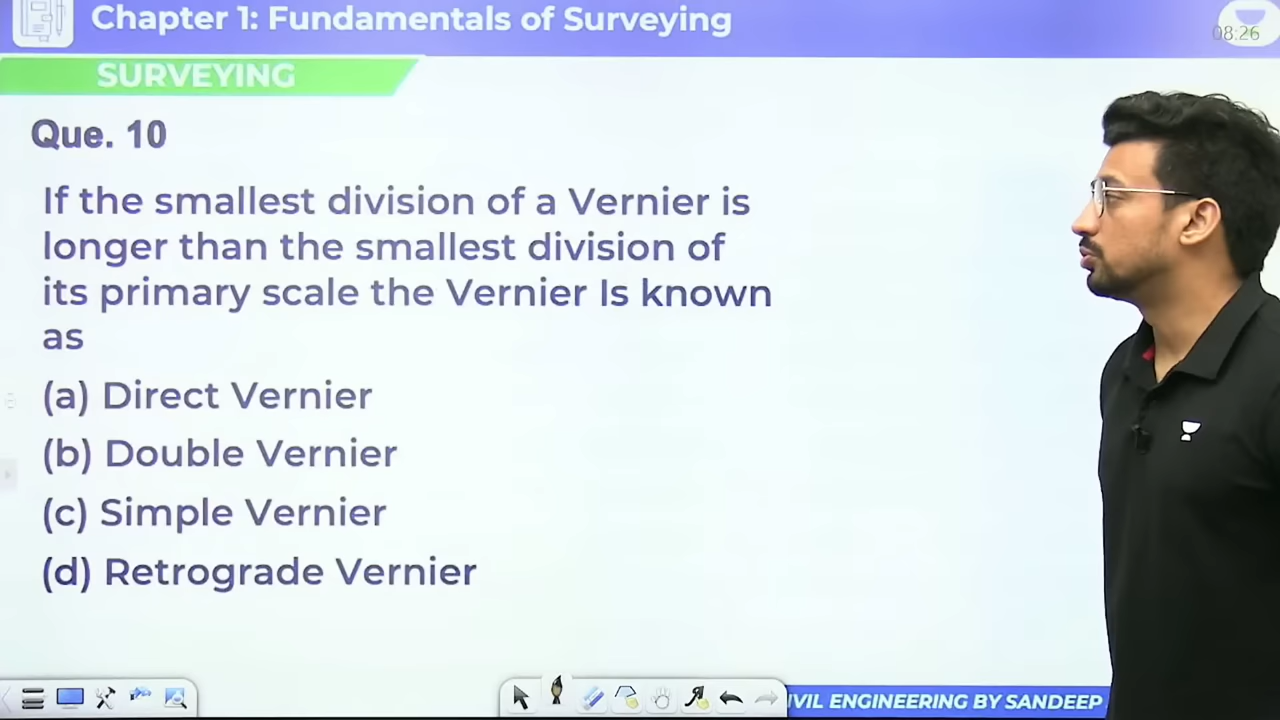 Chapter 1: Fundamentals of Surveying
08:26
SURVEYING
Que. 10
If the smallest division of a Vernier is
longer than the smallest division of
its primary scale the Vernier Is known
as
(a) Direct Vernier
(b) Double Vernier
(c) Simple Vernier
(d) Retrograde Vernier
IVIL ENGINEERING BY SANDEEP